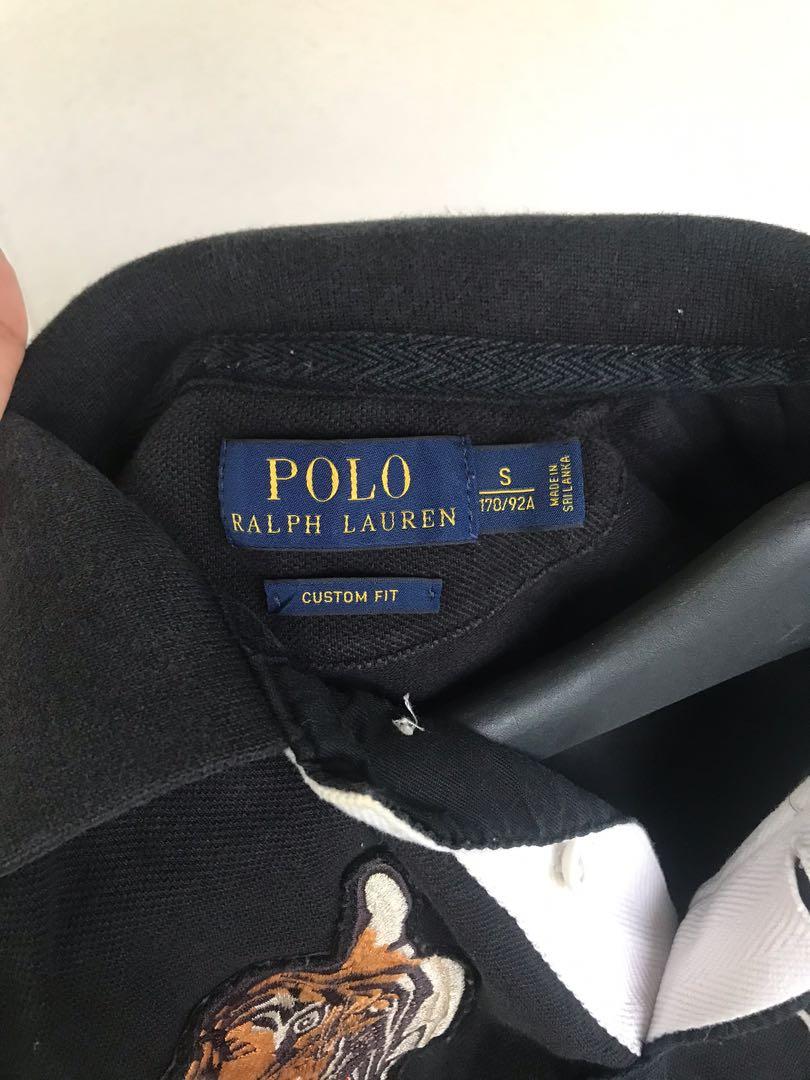 POLO
RALPH LAUREN
S
170/92A
MADE IN
SRI LANKA
CUSTOM FIT